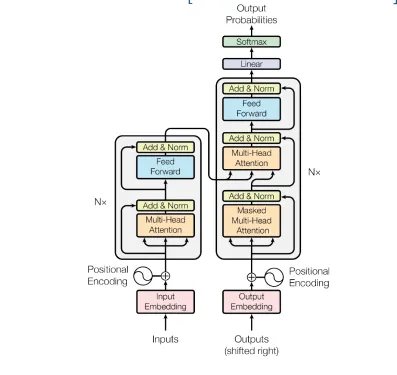 Output
Probabilities
Softmax
Linear
Add & Norm
Feed
Forward
Add & Norm
Multi-Head
Attention
Add & Norm
Masked
Multi-Head
Attention
N×
Add & Norm
Feed
Forward
Add & Norm
Multi-Head
Attention
N×
Positional
Encoding
Positional
Encoding
Input
Embedding
Output
Embedding
Inputs
Outputs
(shifted right)